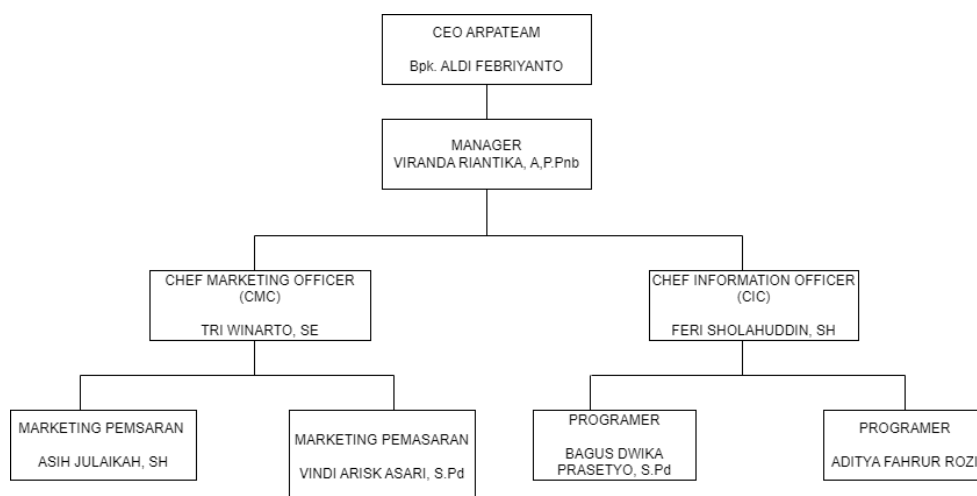 CEO ARPATEAM
Bpk. ALDI FEBRIYANTO
MANAGER
VIRANDA RIANTIKA, A,P.Pnb
CHEF MARKETING OFFICER
(CMC)
TRI WINARTO, SE
CHEF INFORMATION OFFICER
(CIC)
FERI SHOLAHUDDIN, SH
MARKETING PEMSARAN
ASIH JULAIKAH, SH
MARKETING PEMASARAN
VINDI ARISK ASARI, S.Pd
PROGRAMER
BAGUS DWIKA
PRASETYO, S.Pd
PROGRAMER
ADITYA FAHRUR ROZI